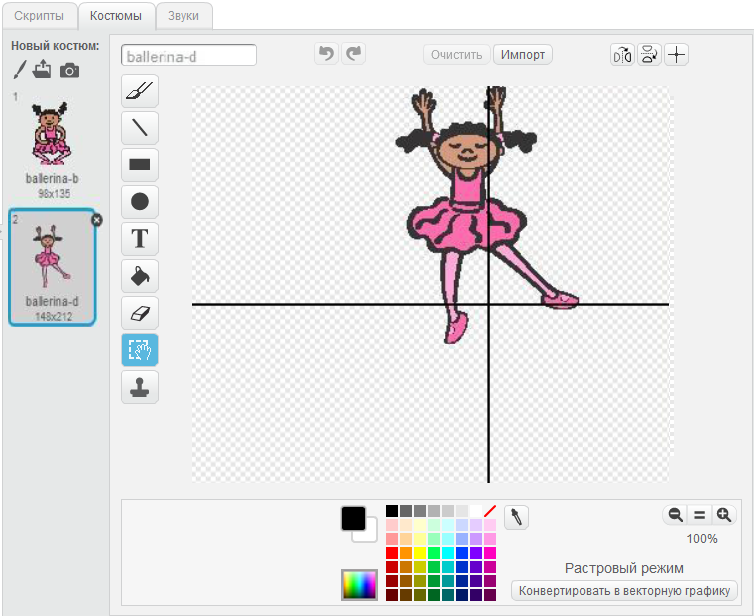 Скрипты Костюмы Звуки
Новый костюм:
ballerina-d
Очистить Импорт
1
ballerina-b
98x135
2
ballerina-d
148x212
T
100%
Растровый режим
Конвертировать в векторную графику